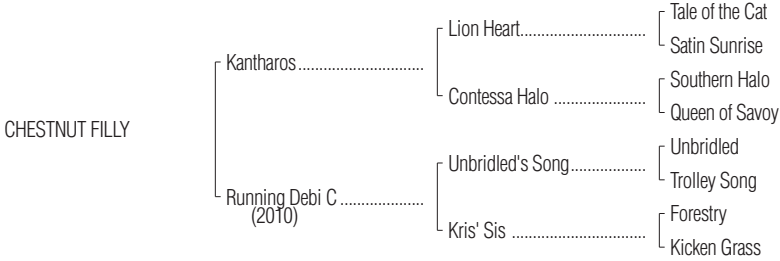 Tale of the Cat
Lion Heart..............................
Satin Sunrise
Kantharos..............................
Southern Halo
Contessa Halo ......................
Queen of Savoy
CHESTNUT FILLY
Unbridled
Unbridled's Song..................
Trolley Song
Running Debi C ....................
(2010)
Forestry
Kris' Sis ................................
Kicken Grass